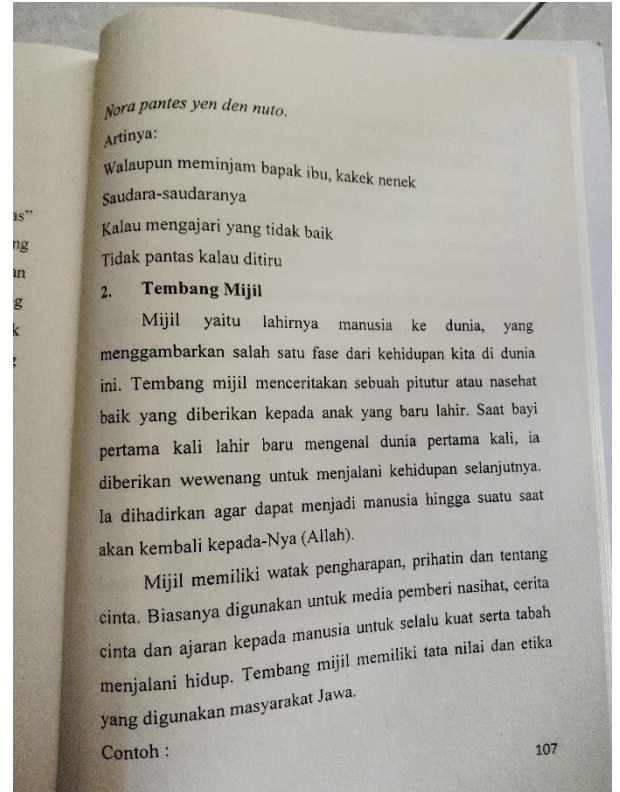 Nora pantes yen den nuto.
Artinya:
Walaupun meminjam bapak ibu, kakek nenek
Saudara-saudaranya
Kalau mengajari yang tidak baik
Tidak pantas kalau ditiru
2. Tembang Mijil
Mijil yaitu lahirnya manusia ke dunia, yang
menggambarkan salah satu fase dari kehidupan kita di dunia
ini. Tembang mijil menceritakan sebuah pitutur atau nasehat
baik yang diberikan kepada anak yang baru lahir. Saat bayi
pertama kali lahir baru mengenal dunia pertama kali, ia
diberikan wewenang untuk menjalani kehidupan selanjutnya.
Ia dihadirkan agar dapat menjadi manusia hingga suatu saat
akan kembali kepada-Nya (Allah).
Mijil memiliki watak pengharapan, prihatin dan tentang
cinta. Biasanya digunakan untuk media pemberi nasihat, cerita
cinta dan ajaran kepada manusia untuk selalu kuat serta tabah
menjalani hidup. Tembang mijil memiliki tata nilai dan etika
yang digunakan masyarakat Jawa.
Contoh :
107